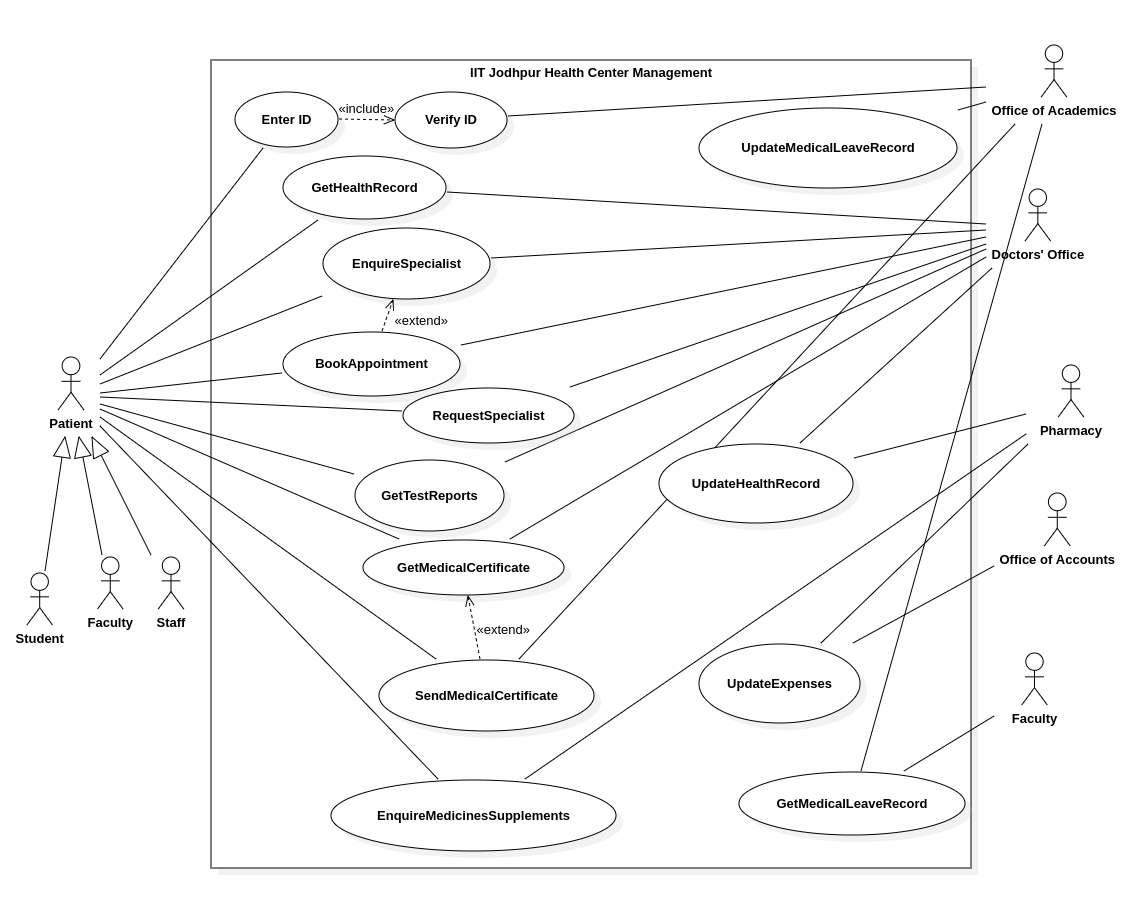 IIT Jodhpur Health Center Management
Enter ID
«include»
Verify ID
Office of Academics
UpdateMedicalLeaveRecord
GetHealthRecord
EnquireSpecialist
Doctors' Office
«extend»
BookAppointment
RequestSpecialist
Patient
Pharmacy
GetTestReports
UpdateHealthRecord
GetMedicalCertificate
Office of Accounts
Student
Faculty
Staff
«extend»
SendMedicalCertificate
UpdateExpenses
Faculty
EnquireMedicinesSupplements
GetMedicalLeaveRecord